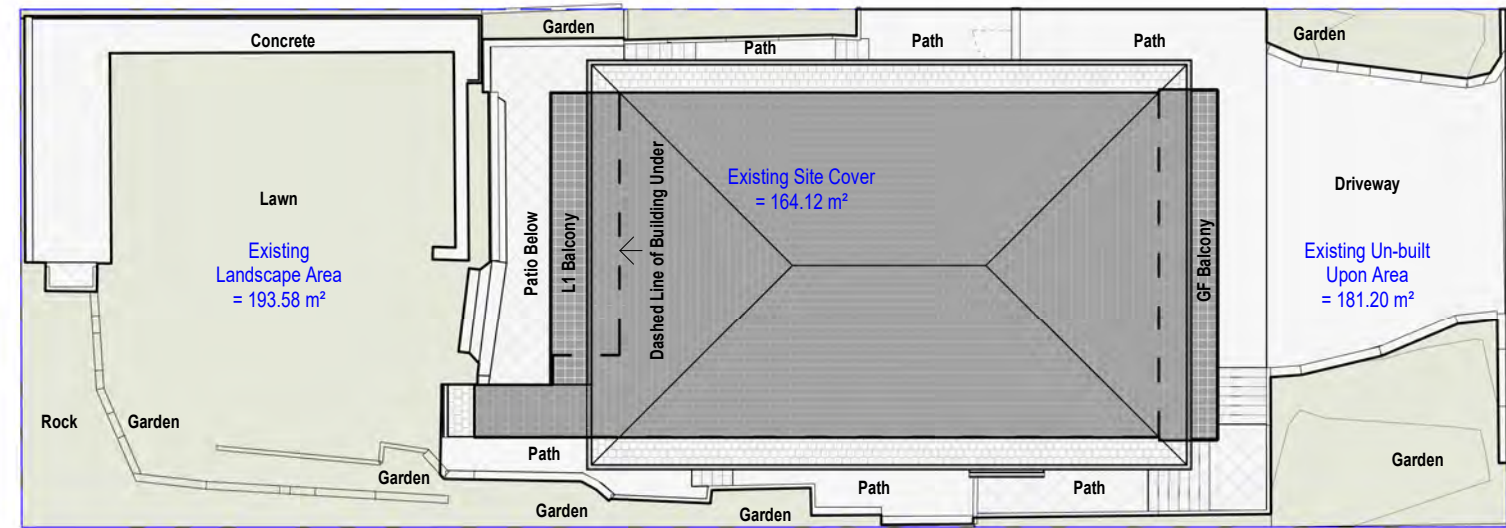 Garden
Concrete
Path
Path
Path
Garden
Lawn
Existing
Landscape Area
= 193.58 m²
Patio Below
L1 Balcony
Dashed Line of Building Under
Existing Site Cover
= 164.12 m²
GF Balcony
Driveway
Existing Un-built
Upon Area
= 181.20 m²
Rock
Garden
Garden
Path
Garden
Garden
Path
Path
Garden